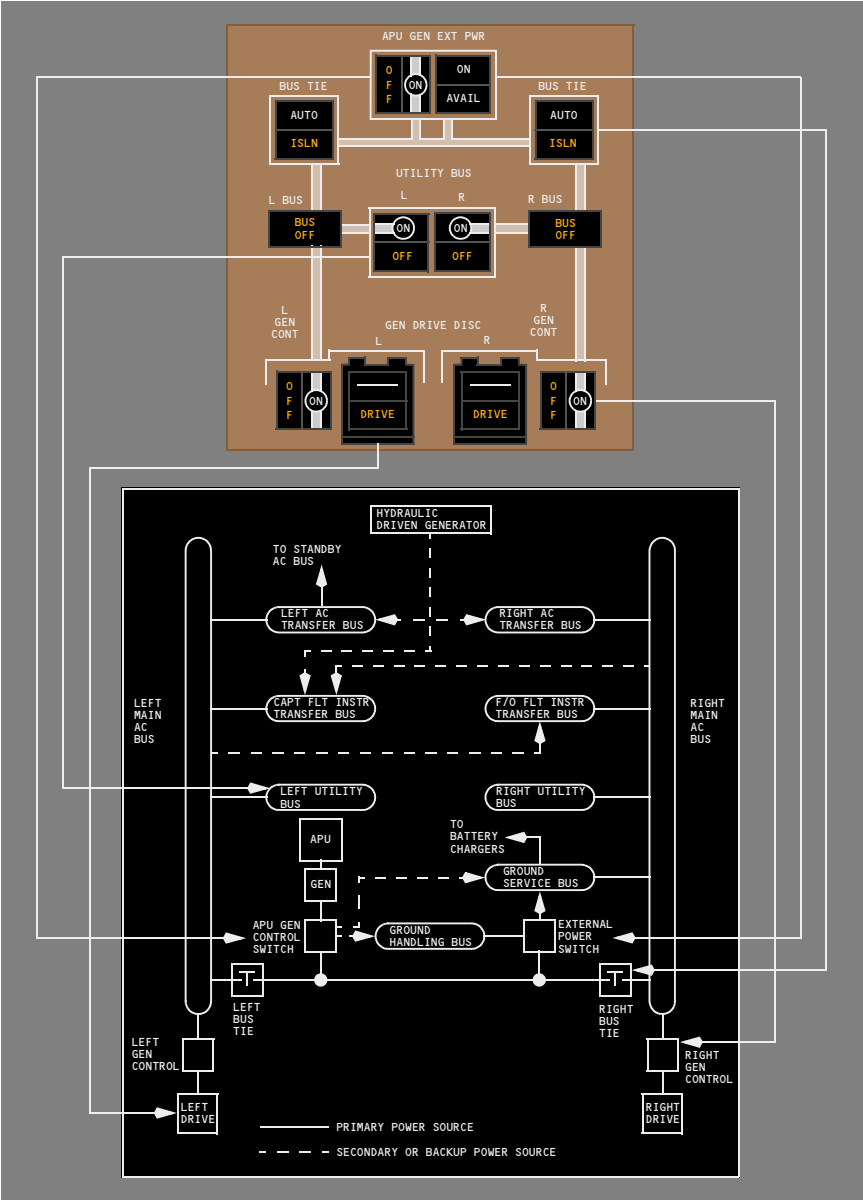 APU GEN EXT PWR
O
F
F
ON
ON
AVAIL
BUS TIE
AUTO
ISLN
BUS TIE
AUTO
ISLN
UTILITY BUS
L
R
L BUS
BUS
OFF
ON
OFF
ON
OFF
R BUS
BUS
OFF
L
GEN
CONT
GEN DRIVE DISC
L
R
R
GEN
CONT
O
F
F
ON
DRIVE
DRIVE
O
F
F
ON
HYDRAULIC
DRIVEN GENERATOR
TO STANDBY
AC BUS
LEFT AC
TRANSFER BUS
RIGHT AC
TRANSFER BUS
LEFT
MAIN
AC
BUS
CAPT FLT INSTR
TRANSFER BUS
F/O FLT INSTR
TRANSFER BUS
RIGHT
MAIN
AC
BUS
LEFT UTILITY
BUS
RIGHT UTILITY
BUS
APU
TO
BATTERY
CHARGERS
GEN
GROUND
SERVICE BUS
APU GEN
CONTROL
SWITCH
GROUND
HANDLING BUS
EXTERNAL
POWER
SWITCH
LEFT
BUS
TIE
RIGHT
BUS
TIE
LEFT
GEN
CONTROL
RIGHT
GEN
CONTROL
LEFT
DRIVE
RIGHT
DRIVE
PRIMARY POWER SOURCE
SECONDARY OR BACKUP POWER SOURCE